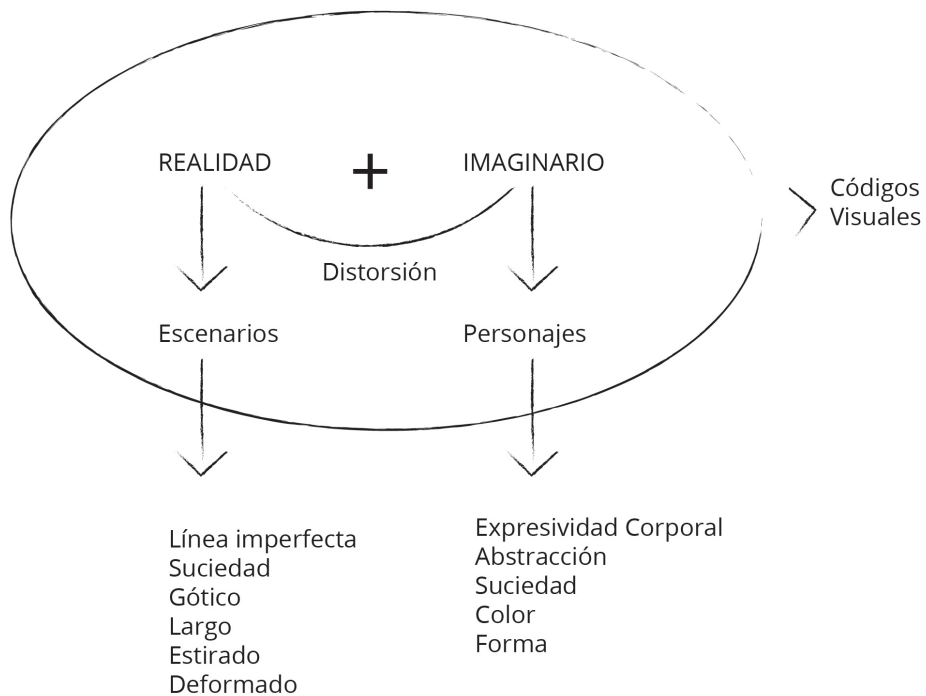 REALIDAD + IMAGINARIO
Códigos
Visuales
Distorsión
Escenarios
Personajes
Línea imperfecta
Suciedad
Gótico
Largo
Estirado
Deformado
Expresividad Corporal
Abstracción
Suciedad
Color
Forma